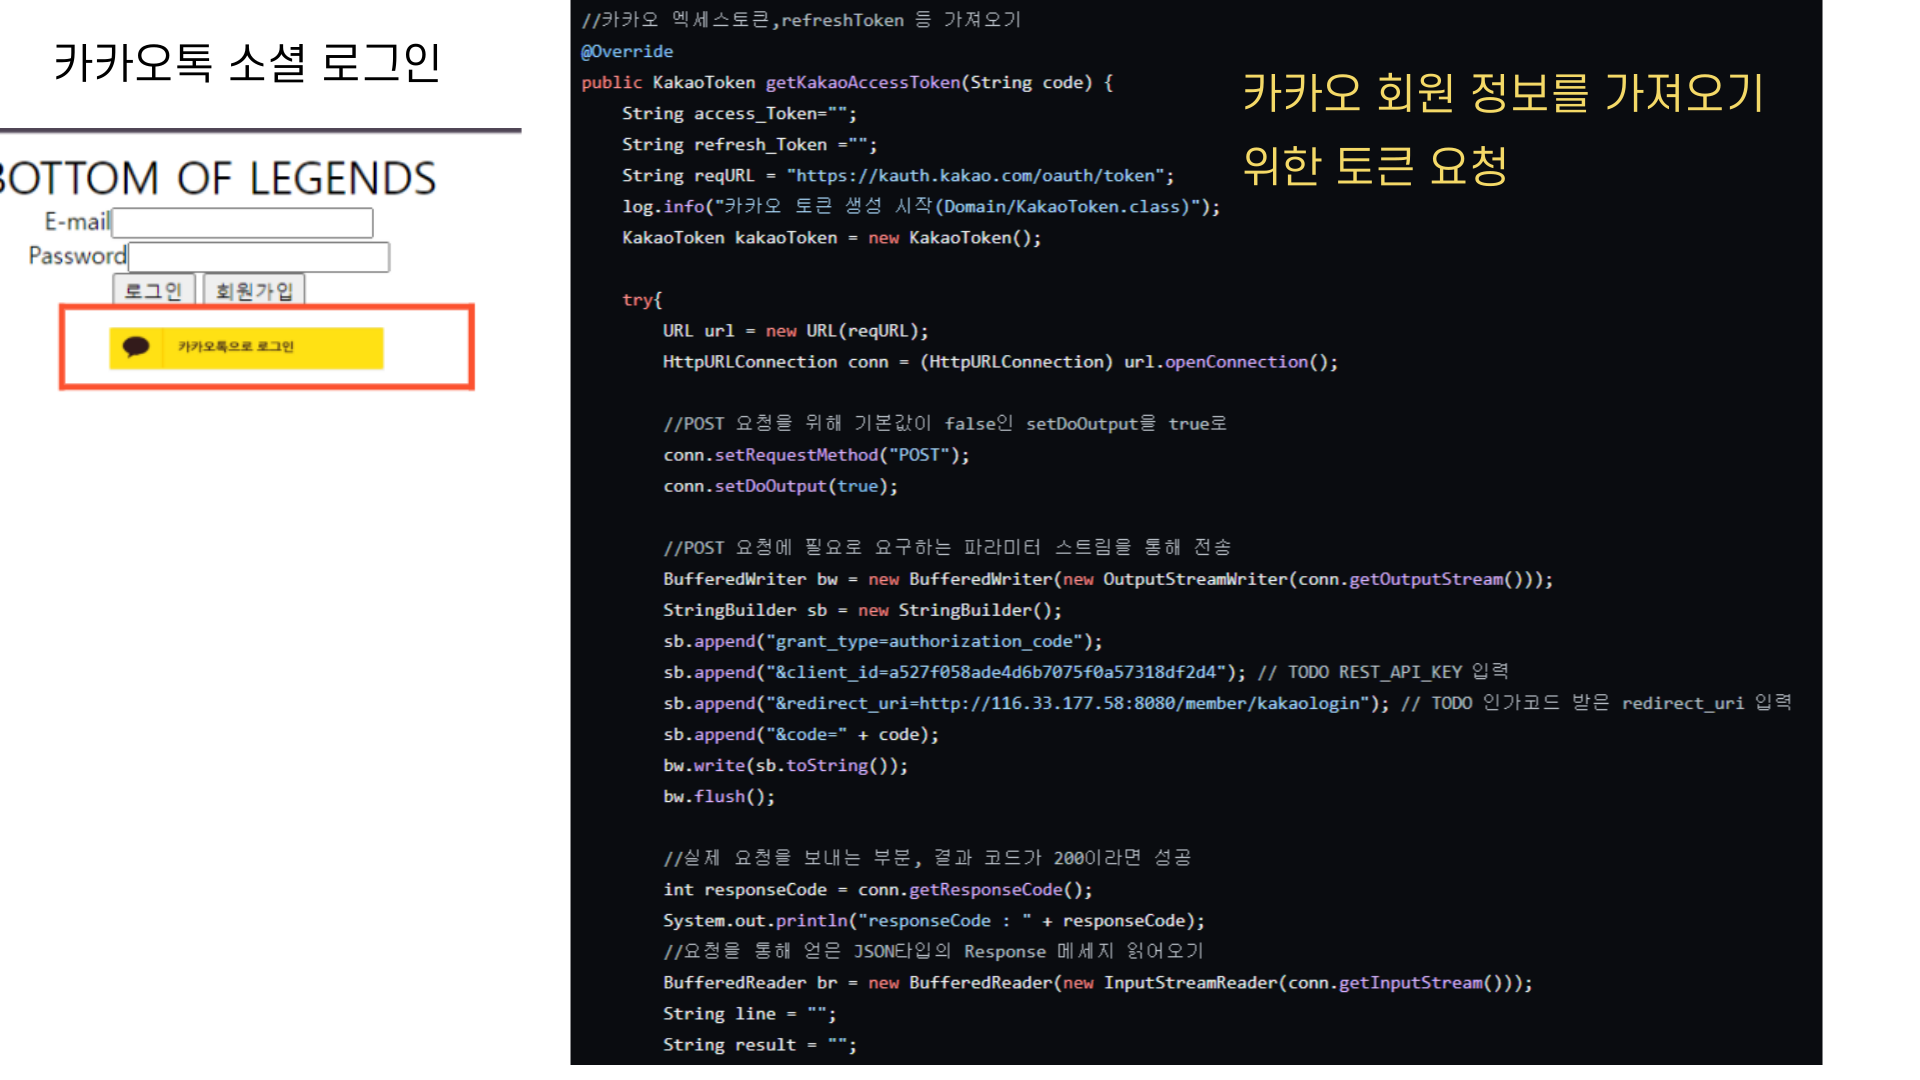 카카오톡 소셜 로그인
BOTTOM OF LEGENDS
E-mail
Password
로그인 회원가입
카카오톡으로 로그인
카카오 회원 정보를 가져오기
위한 토큰 요청
//카카오 엑세스토큰,refreshToken 등 가져오기
@Override
public KakaoToken getKakaoAccessToken(String code) {
    String access_Token="";
    String refresh_Token ="";
    String reqURL = "https://kauth.kakao.com/oauth/token";
    log.info("카카오 토큰 생성 시작(Domain/KakaoToken.class)");
    KakaoToken kakaoToken = new KakaoToken();
    try{
        URL url = new URL(reqURL);
        HttpURLConnection conn = (HttpURLConnection) url.openConnection();
        //POST 요청을 위해 기본값이 false인 setDoOutput을 true로
        conn.setRequestMethod("POST");
        conn.setDoOutput(true);
        //POST 요청에 필요로 요구하는 파라미터 스트림을 통해 전송
        BufferedWriter bw = new BufferedWriter(new OutputStreamWriter(conn.getOutputStream()));
        StringBuilder sb = new StringBuilder();
        sb.append("grant_type=authorization_code");
        sb.append("&client_id=a527f058ade4d6b7075f0a57318df2d4"); // TODO REST_API_KEY 입력
        sb.append("&redirect_uri=http://116.33.177.58:8080/member/kakaologin"); // TODO 인가코드 받은 redirect_uri 입력
        sb.append("&code=" + code);
        bw.write(sb.toString());
        bw.flush();
        //실제 요청을 보내는 부분, 결과 코드가 200이라면 성공
        int responseCode = conn.getResponseCode();
        System.out.println("responseCode : " + responseCode);
        //요청을 통해 얻은 JSON타입의 Response 메세지 읽어오기
        BufferedReader br = new BufferedReader(new InputStreamReader(conn.getInputStream()));
        String line = "";
        String result = "";